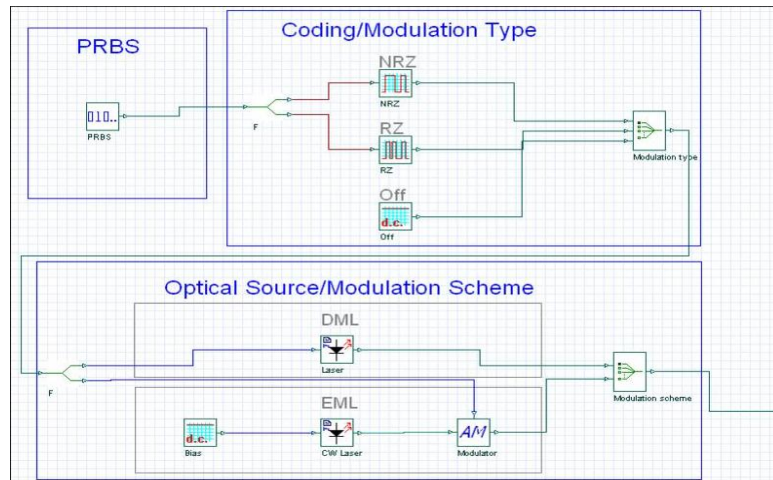 Coding/Modulation Type
PRBS
NRZ
010..
NRZ
F
PRBS
RZ
Modulation type
RZ
Off
d.c.
Off
Optical Source/Modulation Scheme
DML
Laser
F
Modulation scheme
EML
d.c.
AM
Bias
CW Laser
Modulator